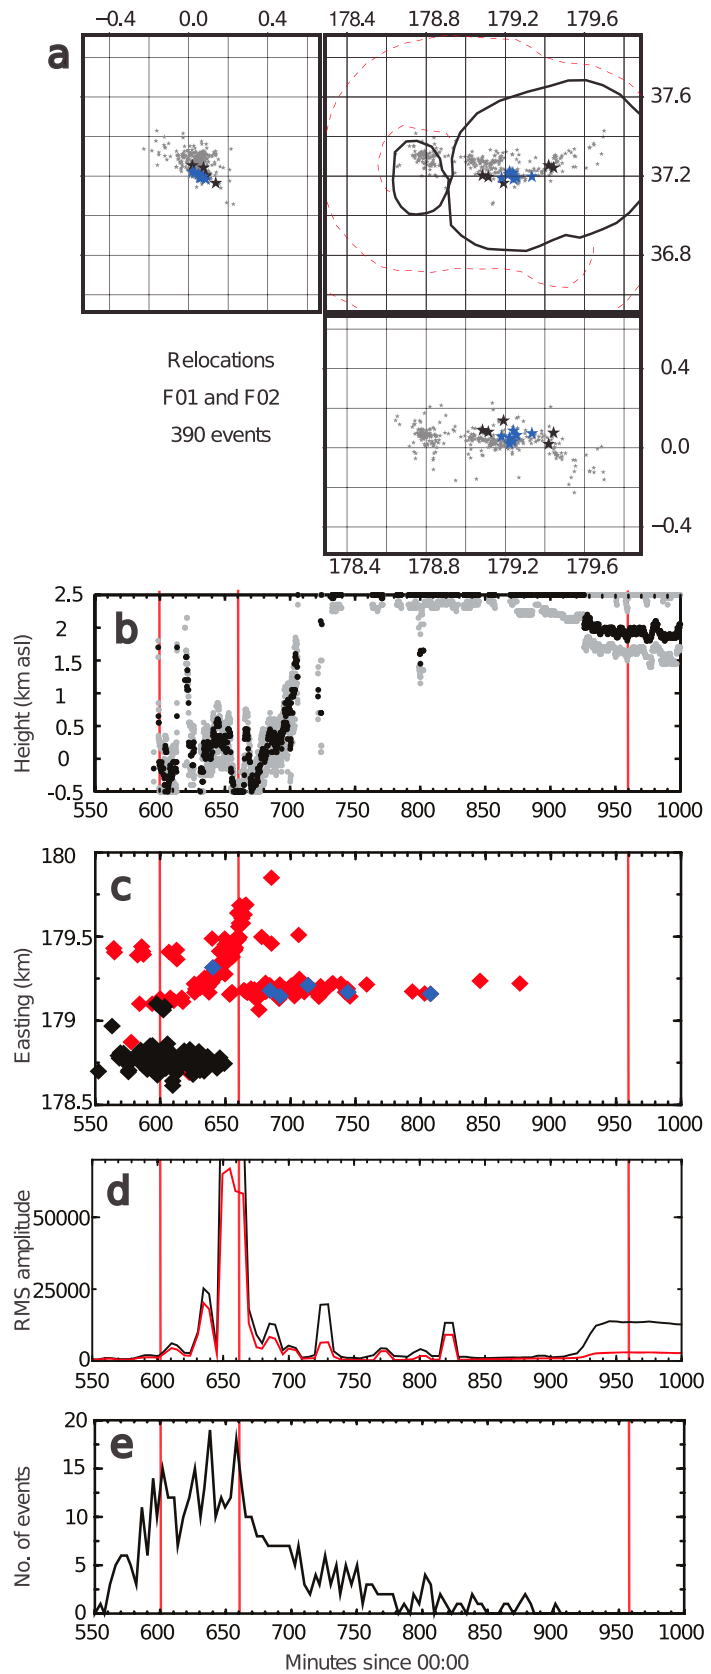 −0.4 0.0 0.4 178.4 178.8 179.2 179.6
a
37.6
37.2
36.8
Relocations
F01 and F02
390 events
0.4
0.0
−0.4
178.4 178.8 179.2 179.6
b
Height (km asl)
2.5
2
1.5
1
0.5
0
-0.5
550 600 650 700 750 800 850 900 950 1000
c
Easting (km)
180
179.5
179
178.5
550 600 650 700 750 800 850 900 950 1000
d
RMS amplitude
50000
25000
0
550 600 650 700 750 800 850 900 950 1000
e
No. of events
20
15
10
5
0
550 600 650 700 750 800 850 900 950 1000
Minutes since 00:00